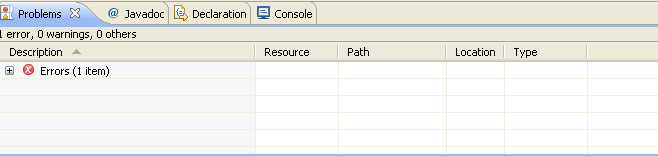 Problems @ Javadoc Declaration Console
1 error, 0 warnings, 0 others
Description Resource Path Location Type
Errors (1 item)